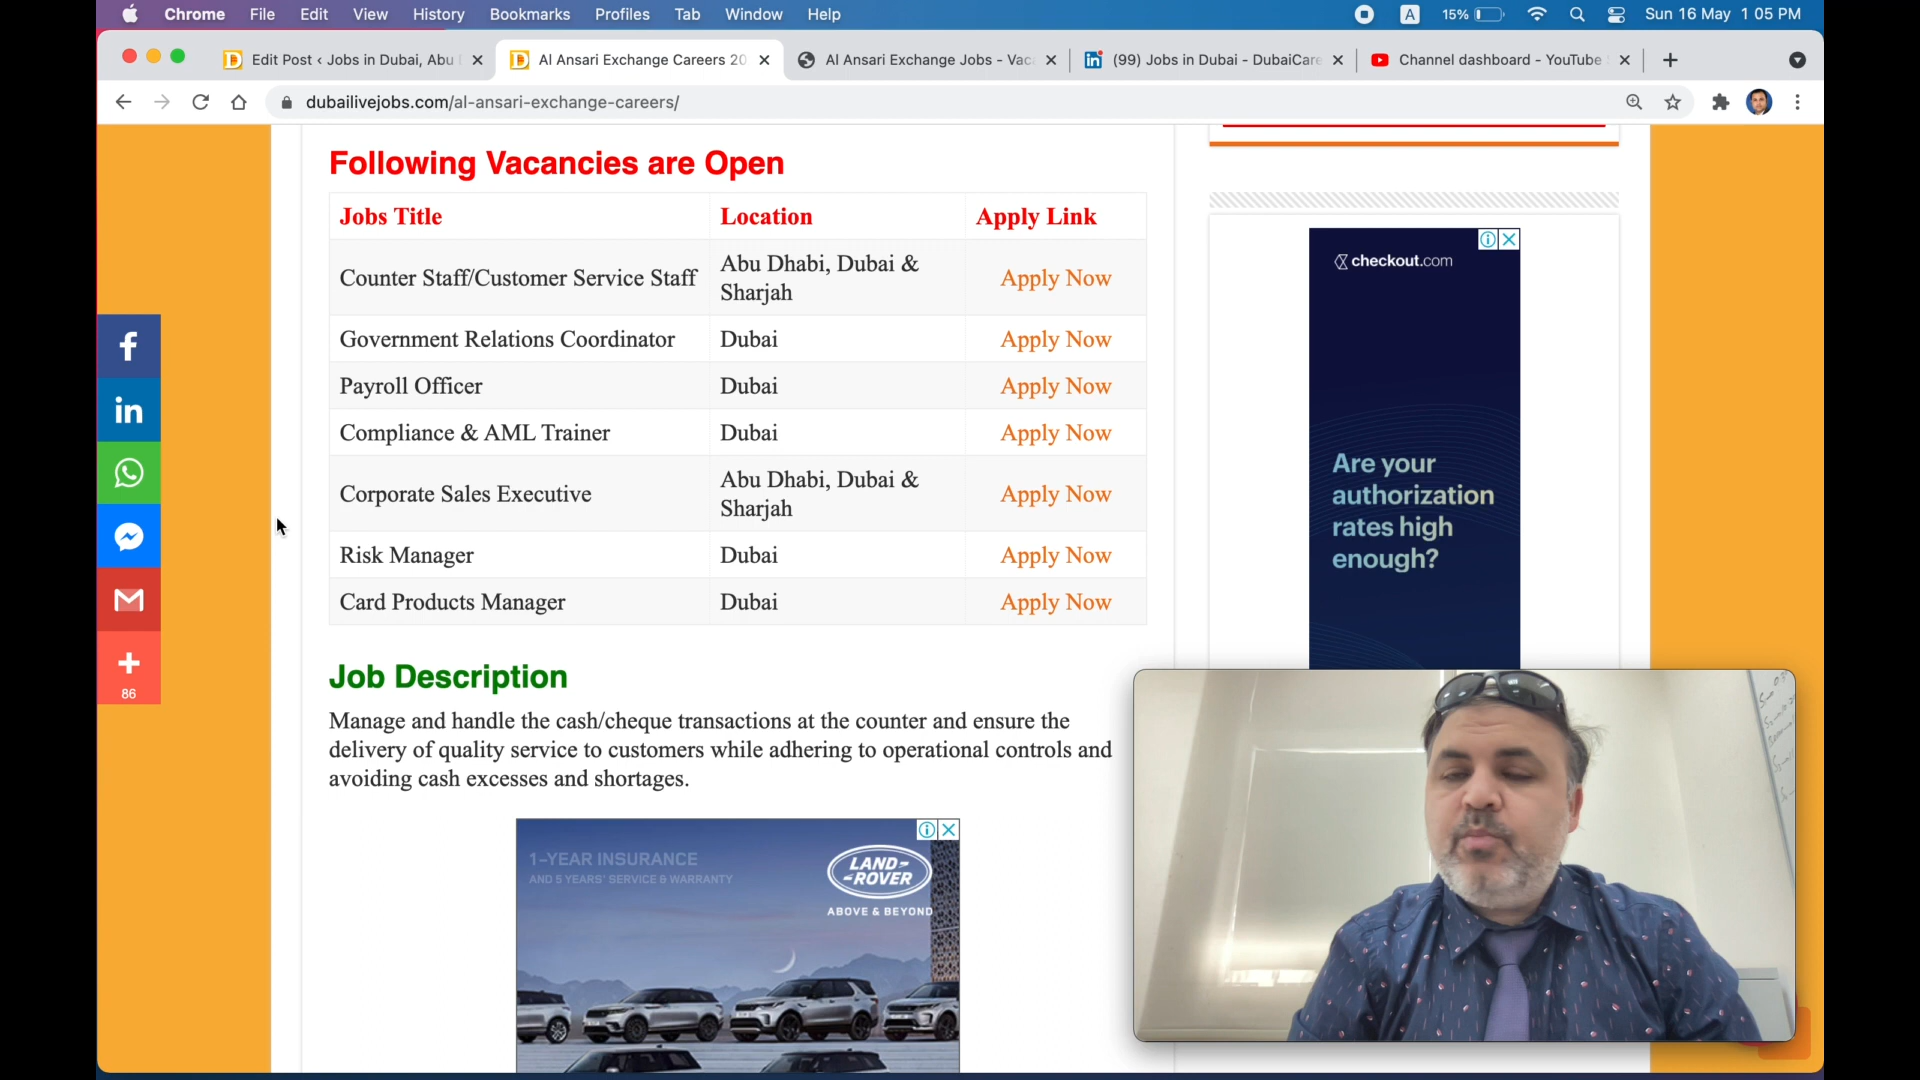 Chrome File Edit View History Bookmarks Profiles Tab Window Help A 15% Sun 16 May 1 05 PM
Edit Post ‹ Jobs in Dubai, Abu Al Ansari Exchange Careers 20 Al Ansari Exchange Jobs - Vac (99) Jobs in Dubai - DubaiCare Channel dashboard - YouTube
dubailivejobs.com/al-ansari-exchange-careers/
Following Vacancies are Open
Jobs Title Location Apply Link
Counter Staff/Customer Service Staff Abu Dhabi, Dubai & Sharjah Apply Now
Government Relations Coordinator Dubai Apply Now
Payroll Officer Dubai Apply Now
Compliance & AML Trainer Dubai Apply Now
Corporate Sales Executive Abu Dhabi, Dubai & Sharjah Apply Now
Risk Manager Dubai Apply Now
Card Products Manager Dubai Apply Now
Job Description
Manage and handle the cash/cheque transactions at the counter and ensure the
delivery of quality service to customers while adhering to operational controls and
avoiding cash excesses and shortages.
1-YEAR INSURANCE
AND 5 YEARS' SERVICE & WARRANTY
LAND-
-ROVER
ABOVE & BEYOND
86
checkout.com
Are your
authorization
rates high
enough?